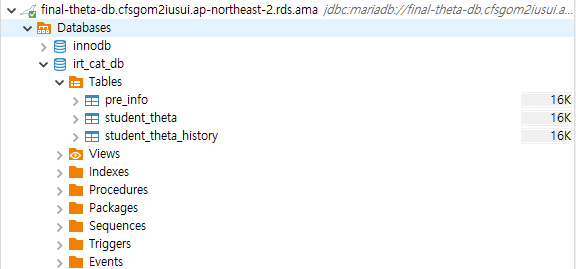 final-theta-db.cfsgom2iusui.ap-northeast-2.rds.ama jdbc:mariadb://final-theta-db.cfsgom2iusui.a...
Databases
innodb
irt_cat_db
Tables
pre_info 16K
student_theta 16K
student_theta_history 16K
Views
Indexes
Procedures
Packages
Sequences
Triggers
Events